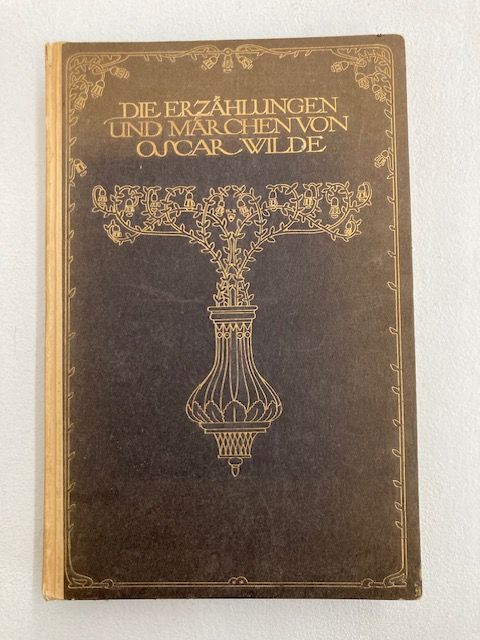 DIE ERZÄHLUNGEN
UND MÄRCHEN VON
OSCAR WILDE